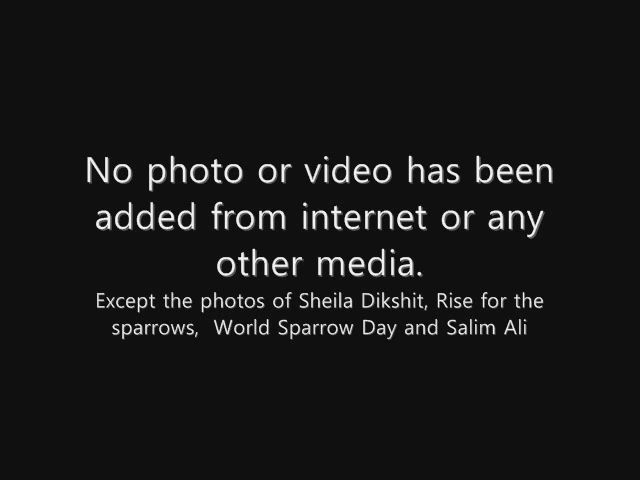 No photo or video has been
added from internet or any
other media.
Except the photos of Sheila Dikshit, Rise for the
sparrows,  World Sparrow Day and Salim Ali